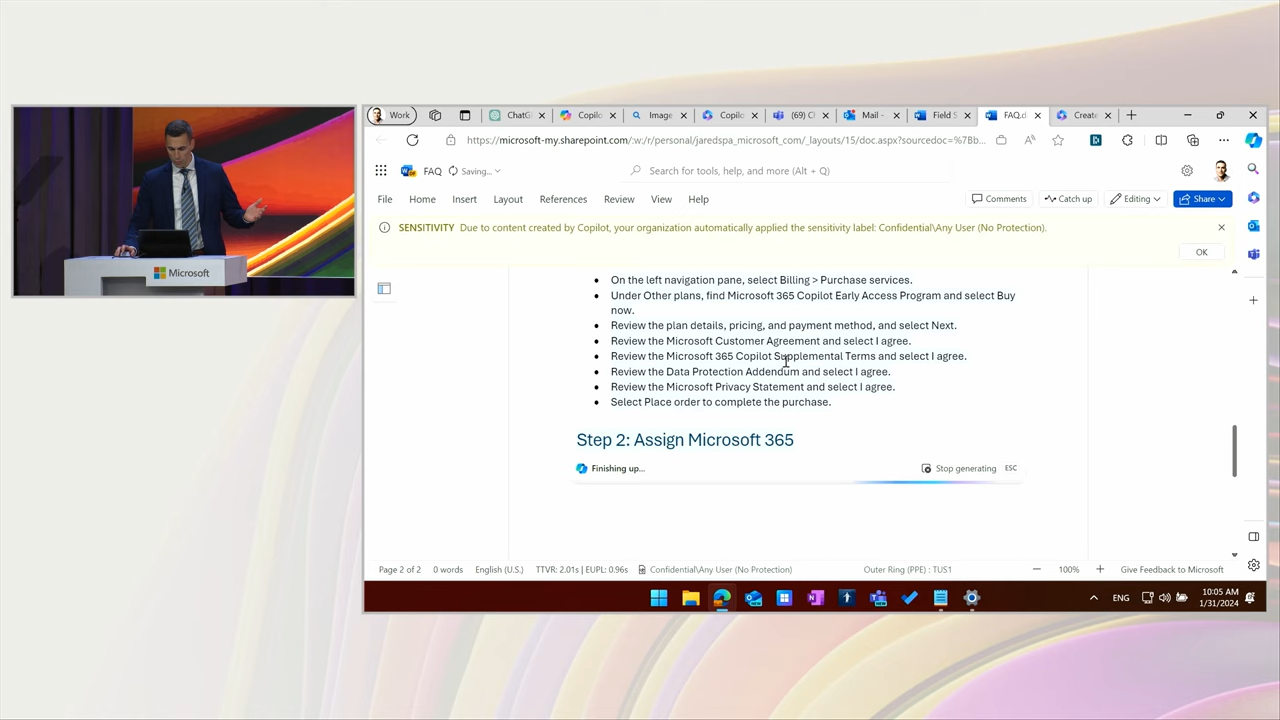 Microsoft
Work
ChatG
Copilo
Image
Copilo
(69) Cl
Mail -
Field S
FAQ.d
Create
https://microsoft-my.sharepoint.com/:w:/r/personal/jaredspa_microsoft_com/_layouts/15/doc.aspx?sourcedoc=%7Bb...
FAQ
Saving...
Search for tools, help, and more (Alt + Q)
File
Home
Insert
Layout
References
Review
View
Help
Comments
Catch up
Editing
Share
SENSITIVITY Due to content created by Copilot, your organization automatically applied the sensitivity label: Confidential\Any User (No Protection).
OK
• On the left navigation pane, select Billing > Purchase services.
• Under Other plans, find Microsoft 365 Copilot Early Access Program and select Buy
now.
• Review the plan details, pricing, and payment method, and select Next.
• Review the Microsoft Customer Agreement and select I agree.
• Review the Microsoft 365 Copilot Supplemental Terms and select I agree.
• Review the Data Protection Addendum and select I agree.
• Review the Microsoft Privacy Statement and select I agree.
• Select Place order to complete the purchase.
Step 2: Assign Microsoft 365
Finishing up...
Stop generating ESC
Page 2 of 2
0 words
English (U.S.)
TTVR: 2.01s | EUPL: 0.96s
Confidential\Any User (No Protection)
Outer Ring (PPE) : TUS1
100%
Give Feedback to Microsoft
ENG
10:05 AM
1/31/2024